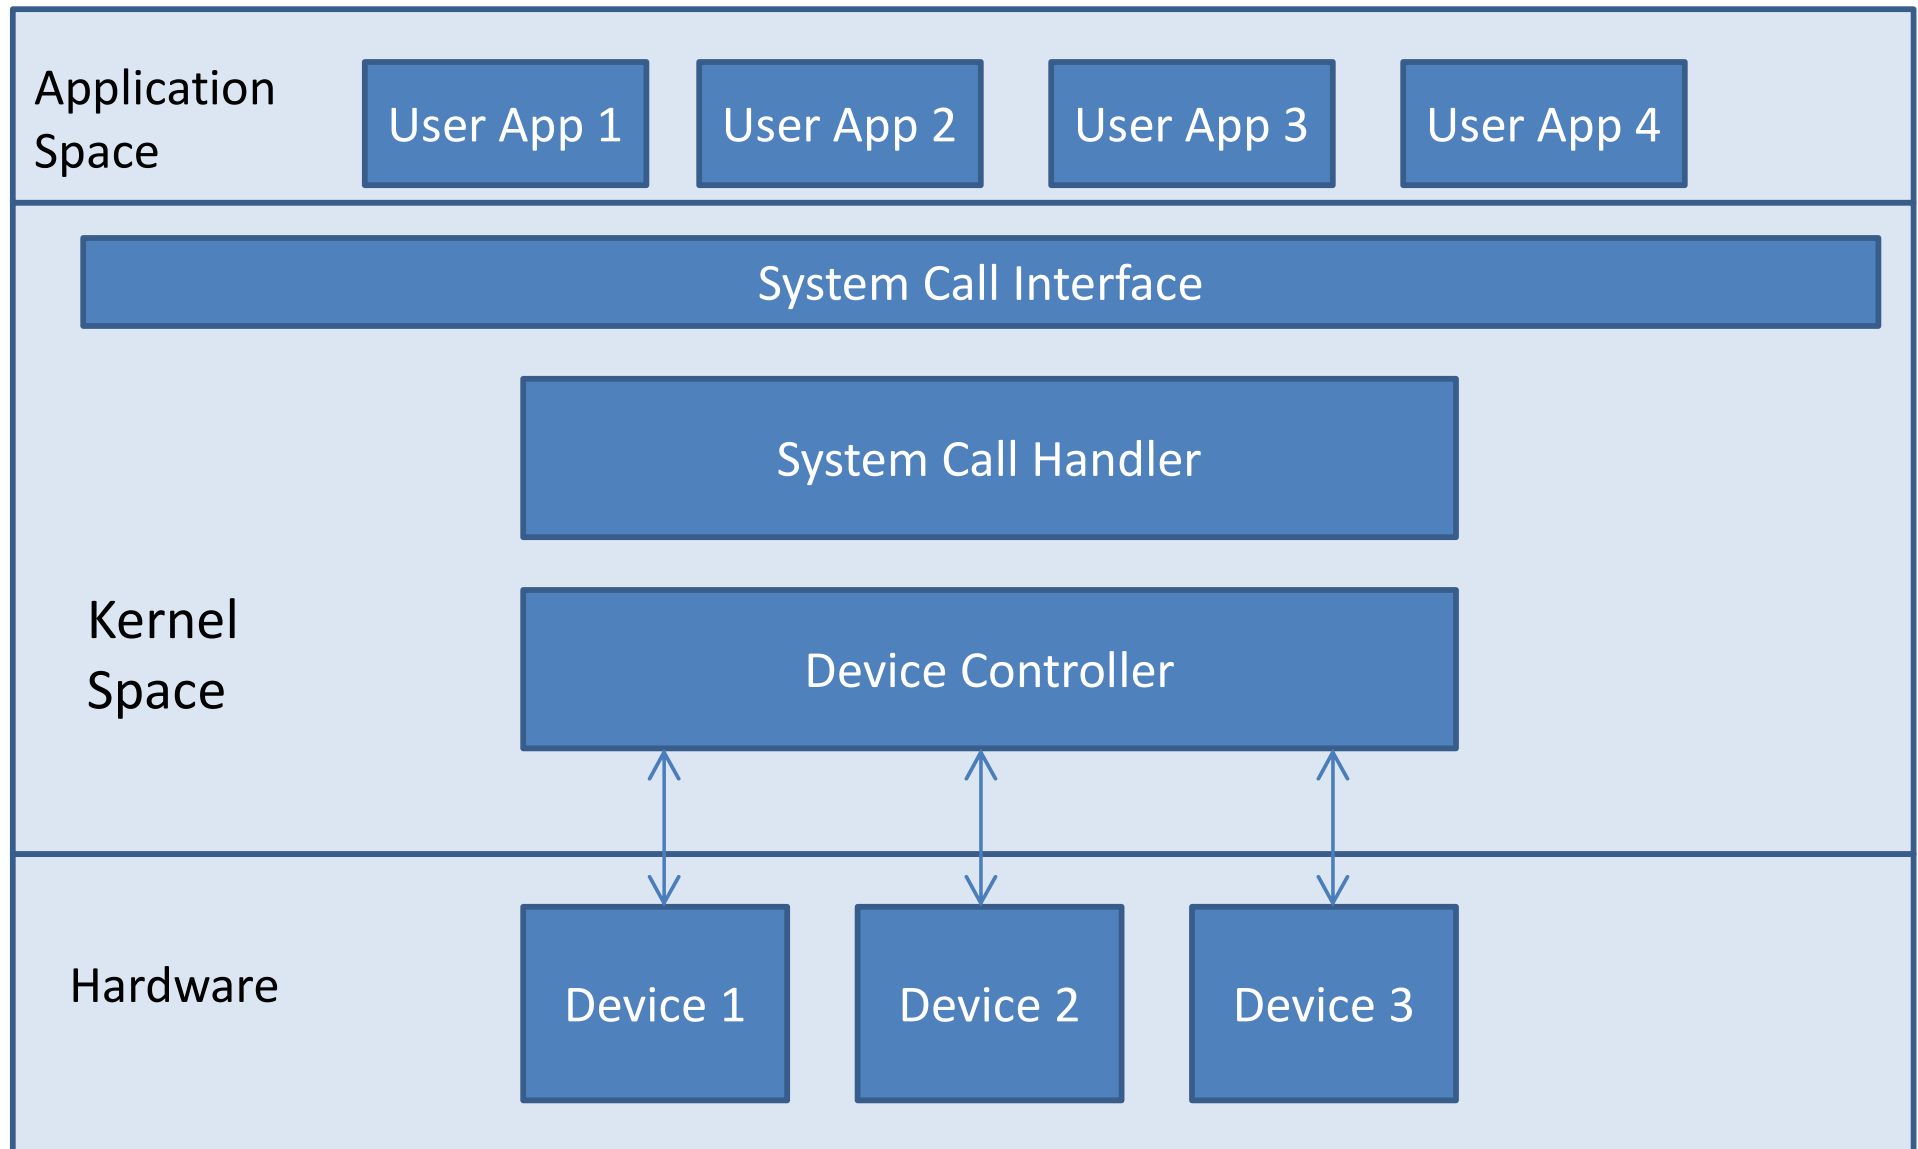 Application
Space
User App 1
User App 2
User App 3
User App 4
System Call Interface
System Call Handler
Kernel
Space
Device Controller
Hardware
Device 1
Device 2
Device 3